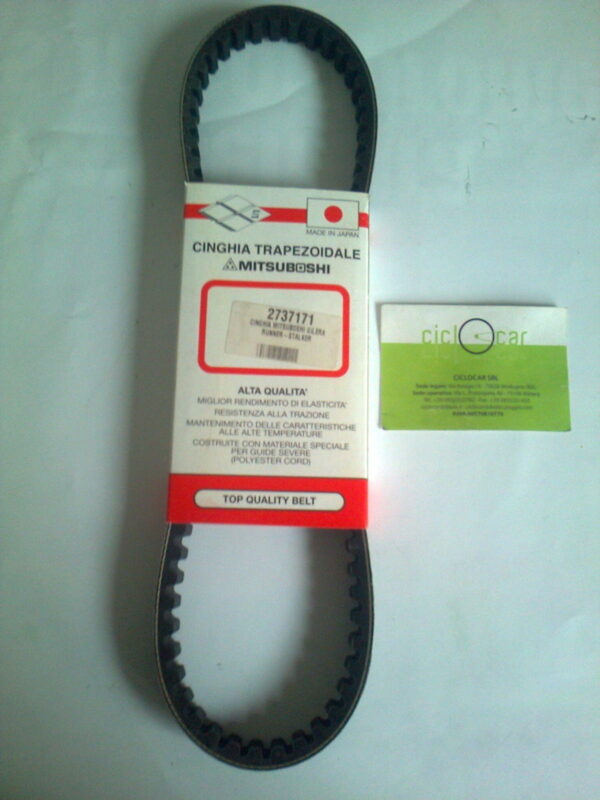 MADE IN JAPAN
CINGHIA TRAPEZOIDALE
MITSUBOSHI
2737171
CINGHIA MITSUBOSHI GILERA
RUNNER - STALKER
ALTA QUALITA'
MIGLIOR RENDIMENTO DI ELASTICITA'
RESISTENZA ALLA TRAZIONE
MANTENIMENTO DELLE CARATTERISTICHE
ALLE ALTE TEMPERATURE
COSTRUITE CON MATERIALE SPECIALE
PER GUIDE SEVERE
(POLYESTER CORD)
TOP QUALITY BELT
ciclocar
CICLOCAR SRL